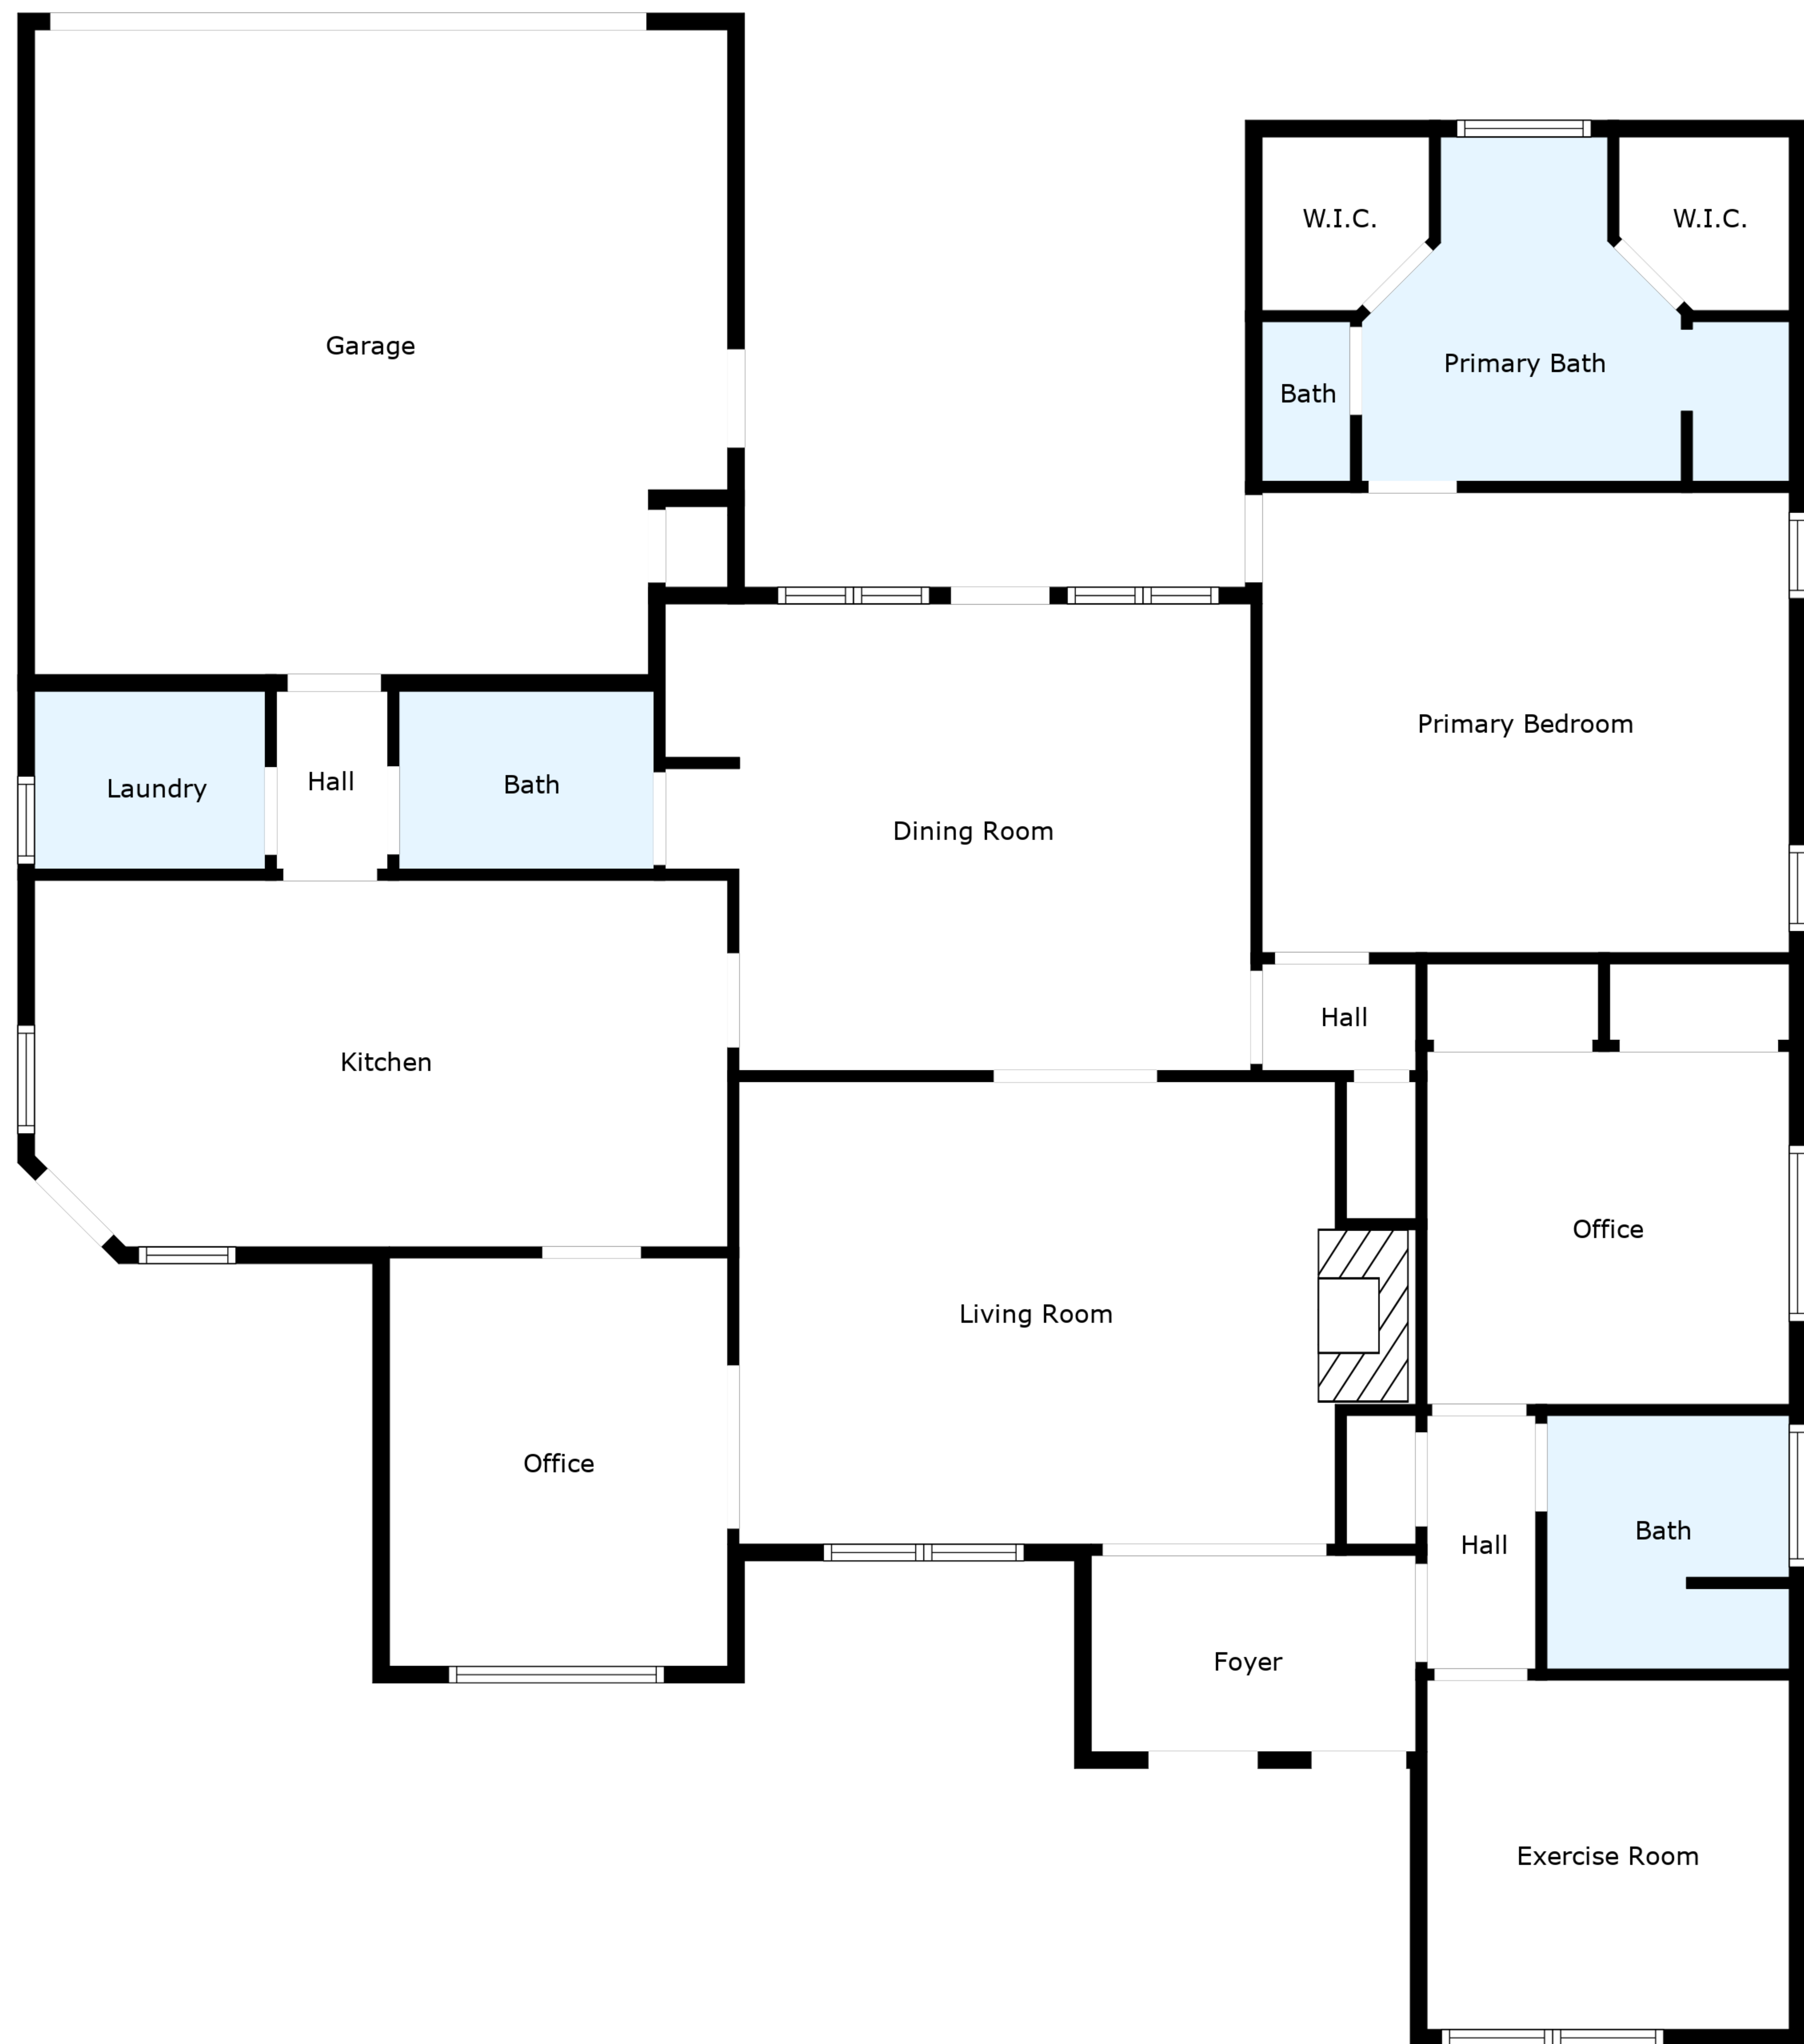 W.I.C.
W.I.C.
Garage
Primary Bath
Bath
Primary Bedroom
Hall
Bath
Laundry
Dining Room
Hall
Kitchen
Office
Living Room
Office
Bath
Hall
Foyer
Exercise Room